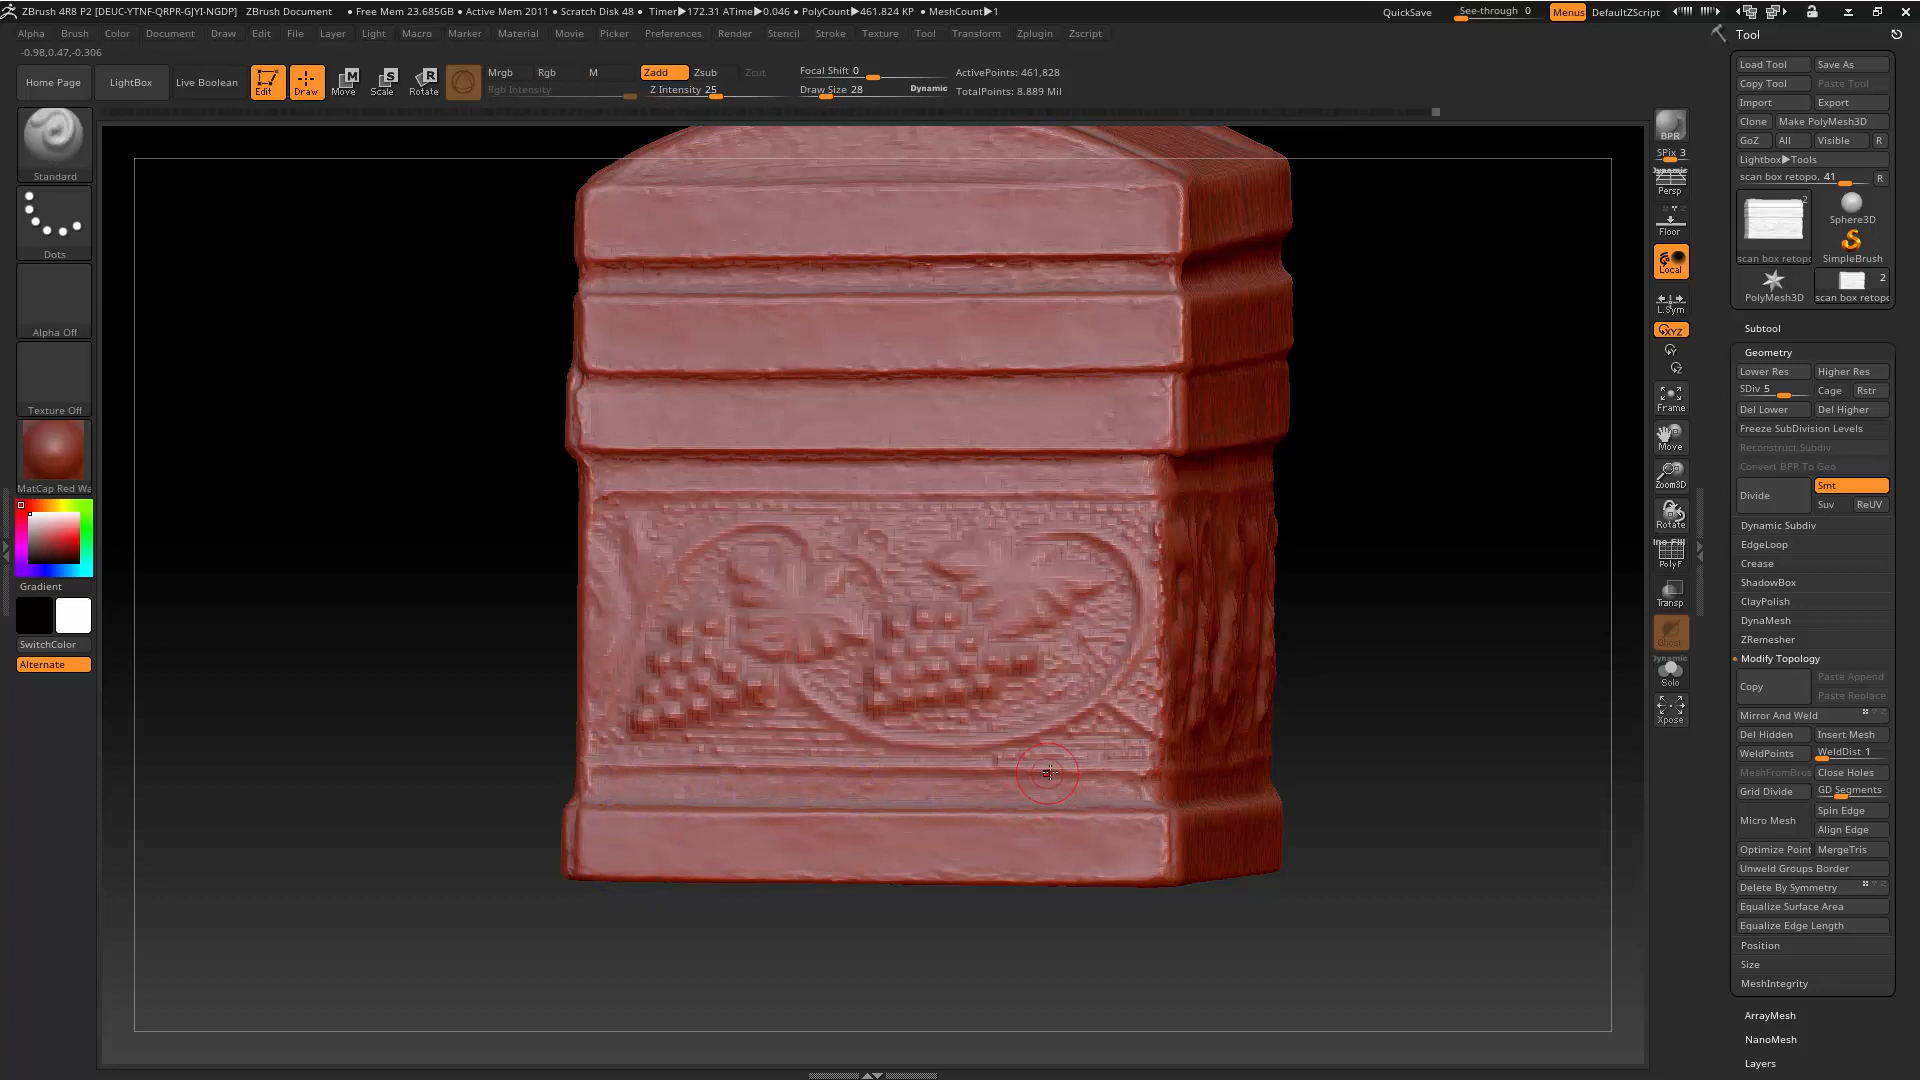 ZBrush 4R8 P2 [DEUC-YTNF-QRPR-GJYI-NGDP] ZBrush Document ● Free Mem 23.685GB ● Active Mem 2011 ● Scratch Disk 48 ● Timer▶172.31 ATime▶0.046 ● PolyCount▶461.824 KP ● MeshCount▶1 QuickSave See-through 0 Menus DefaultZScript
Alpha Brush Color Document Draw Edit File Layer Light Macro Marker Material Movie Picker Preferences Render Stencil Stroke Texture Tool Transform Zplugin Zscript
-0.98,0.47,-0.306
Home Page LightBox Live Boolean Edit Draw Move Scale Rotate
Mrgb Rgb M
Rgb Intensity
Zadd Zsub Zcut
Z Intensity 25
Focal Shift 0
Draw Size 28 Dynamic
ActivePoints: 461,828
TotalPoints: 8.889 Mil
Standard
Dots
Alpha Off
Texture Off
MatCap Red Wa
Gradient
SwitchColor
Alternate
BPR
SPix 3
Dynamic
Persp
Floor
Local
L.Sym
XYZ
Y
Z
Frame
Move
Zoom3D
Rotate
PolyF
Transp
Ghost
Dynamic
Solo
Xpose
Tool
Load Tool Save As
Copy Tool Paste Tool
Import Export
Clone Make PolyMesh3D
GoZ All Visible R
Lightbox▶Tools
scan box retopo. 41 R
2
scan box retopo
Sphere3D
SimpleBrush
PolyMesh3D
2
scan box retopo
Subtool
Geometry
Lower Res Higher Res
SDiv 5 Cage Rstr
Del Lower Del Higher
Freeze SubDivision Levels
Reconstruct Subdiv
Convert BPR To Geo
Divide Smt
Suv ReUV
Dynamic Subdiv
EdgeLoop
Crease
ShadowBox
ClayPolish
DynaMesh
ZRemesher
Modify Topology
Copy Paste Append
Paste Replace
Mirror And Weld
Del Hidden Insert Mesh
WeldPoints WeldDist 1
MeshFromBrus Close Holes
Grid Divide GD Segments
Micro Mesh Spin Edge
Align Edge
Optimize Point MergeTris
Unweld Groups Border
Delete By Symmetry
Equalize Surface Area
Equalize Edge Length
Position
Size
MeshIntegrity
ArrayMesh
NanoMesh
Layers